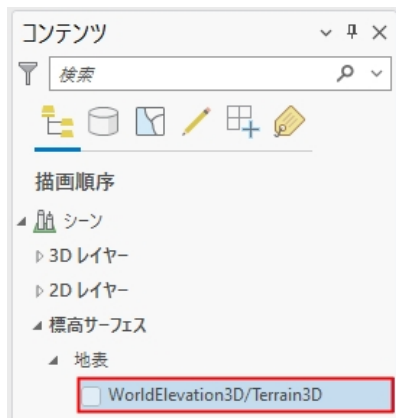 コンテンツ
検索
描画順序
シーン
3D レイヤー
2D レイヤー
標高サーフェス
地表
WorldElevation3D/Terrain3D